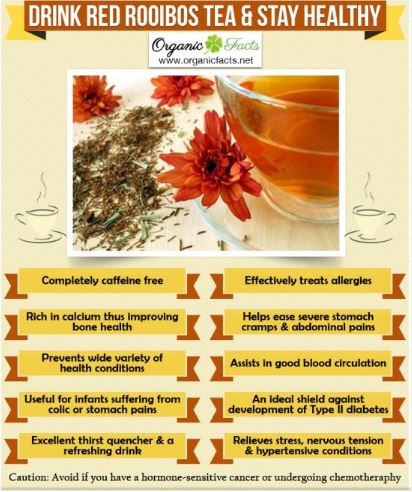 DRINK RED ROOIBOS TEA & STAY HEALTHY
Organic Facts
www.organicfacts.net
Completely caffeine free
Effectively treats allergies
Rich in calcium thus improving
bone health
Helps ease severe stomach
cramps & abdominal pains
Prevents wide variety of
health conditions
Assists in good blood circulation
Useful for infants suffering from
colic or stomach pains
An ideal shield against
development of Type II diabetes
Excellent thirst quencher & a
refreshing drink
Relieves stress, nervous tension
& hypertensive conditions
Caution: Avoid if you have a hormone-sensitive cancer or undergoing chemotheraphy